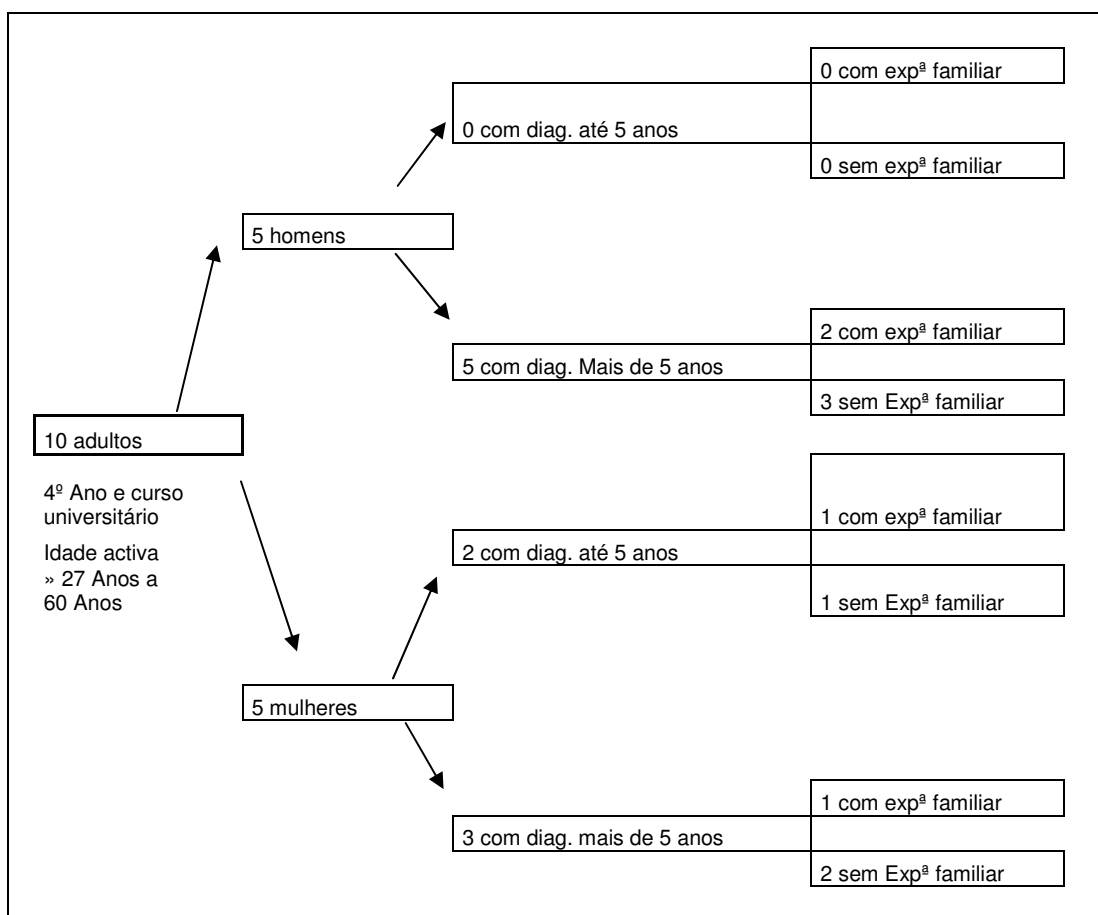 0 com expª familiar
0 com diag. até 5 anos
0 sem expª familiar
5 homens
2 com expª familiar
5 com diag. Mais de 5 anos
3 sem Expª familiar
10 adultos
4º Ano e curso
universitário
Idade activa
» 27 Anos a
60 Anos
1 com expª familiar
2 com diag. até 5 anos
1 sem Expª familiar
5 mulheres
1 com expª familiar
3 com diag. mais de 5 anos
2 sem Expª familiar